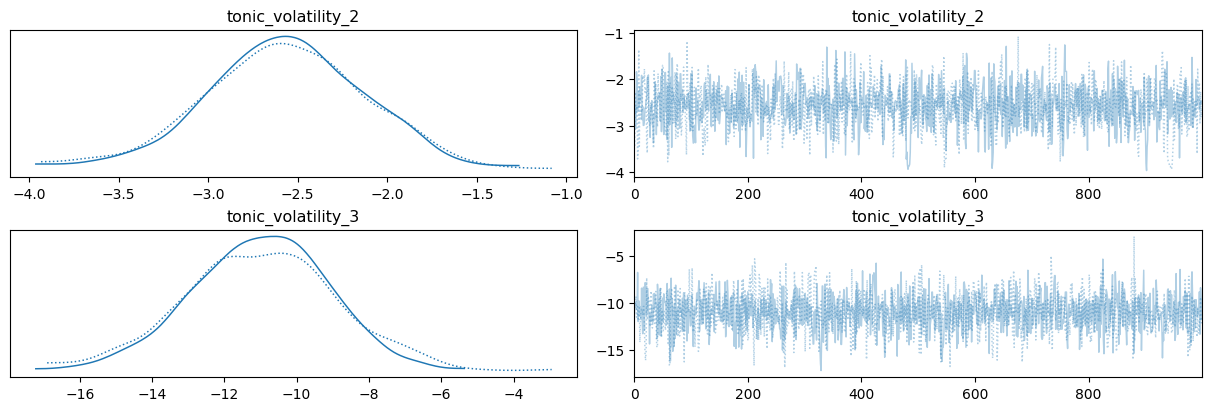 tonic_volatility_2
tonic_volatility_2
−1
−2
−3
−4
−4.0 −3.5 −3.0 −2.5 −2.0 −1.5 −1.0
0 200 400 600 800
tonic_volatility_3
tonic_volatility_3
−5
−10
−15
−16 −14 −12 −10 −8 −6 −4
0 200 400 600 800